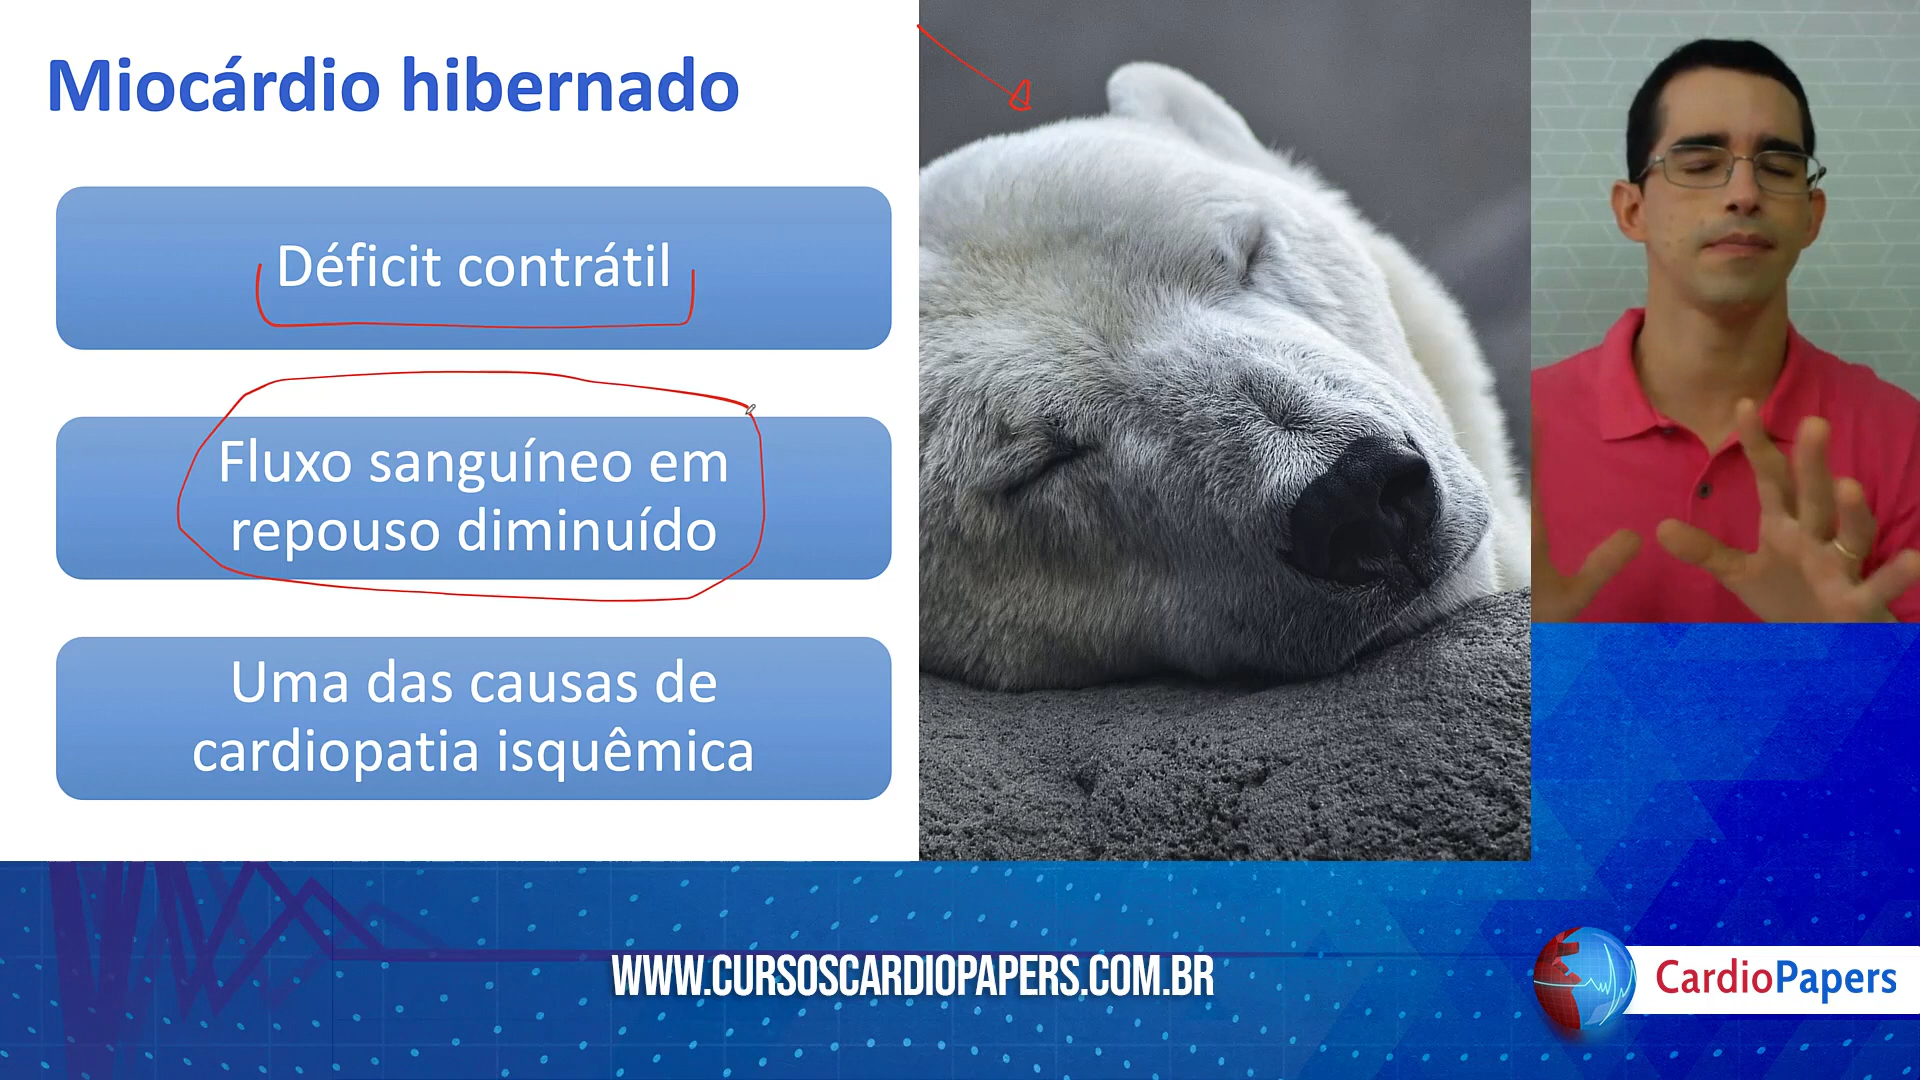 Miocárdio hibernado
Déficit contrátil
Fluxo sanguíneo em
repouso diminuído
Uma das causas de
cardiopatia isquêmica
WWW.CURSOSCARDIOPAPERS.COM.BR
CardioPapers